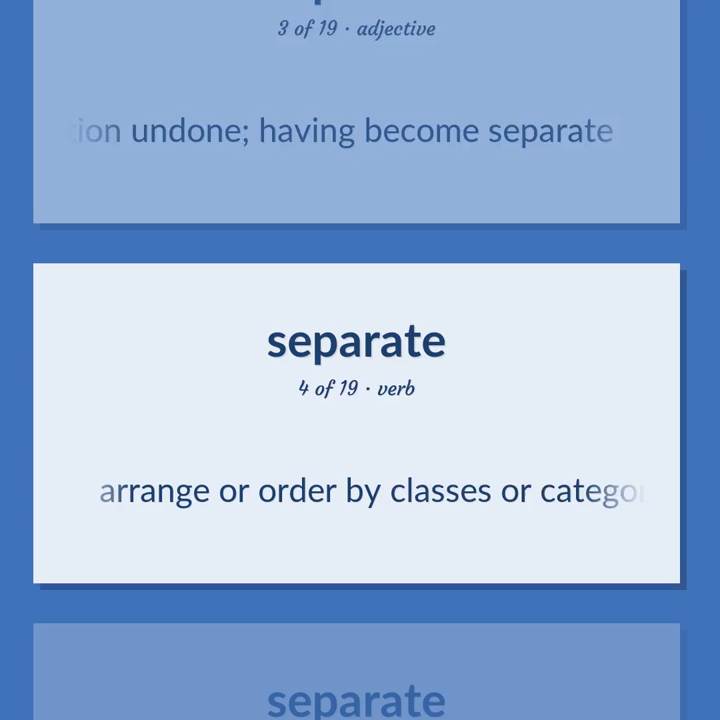 3 of 19 · adjective
undone; having become separate
separate
4 of 19 · verb
arrange or order by classes or
separate